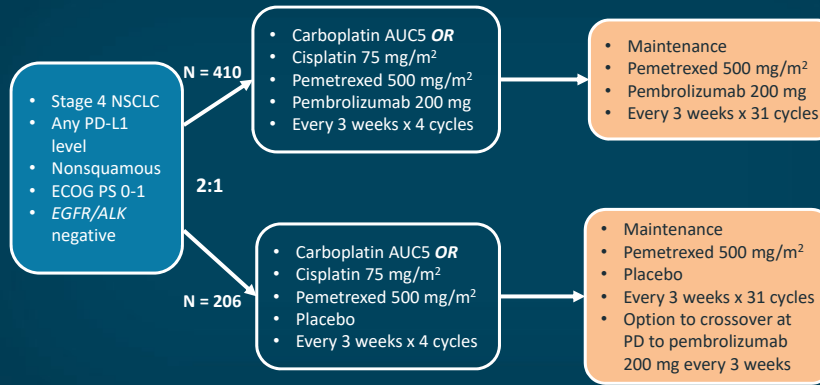 • Stage 4 NSCLC
• Any PD-L1
level
• Nonsquamous
• ECOG PS 0-1
• EGFR/ALK
negative
N = 410
2:1
N = 206
• Carboplatin AUC5 OR
• Cisplatin 75 mg/m²
• Pemetrexed 500 mg/m²
• Pembrolizumab 200 mg
• Every 3 weeks x 4 cycles
• Maintenance
• Pemetrexed 500 mg/m²
• Pembrolizumab 200 mg
• Every 3 weeks x 31 cycles
• Carboplatin AUC5 OR
• Cisplatin 75 mg/m²
• Pemetrexed 500 mg/m²
• Placebo
• Every 3 weeks x 4 cycles
• Maintenance
• Pemetrexed 500 mg/m²
• Placebo
• Every 3 weeks x 31 cycles
• Option to crossover at
PD to pembrolizumab
200 mg every 3 weeks